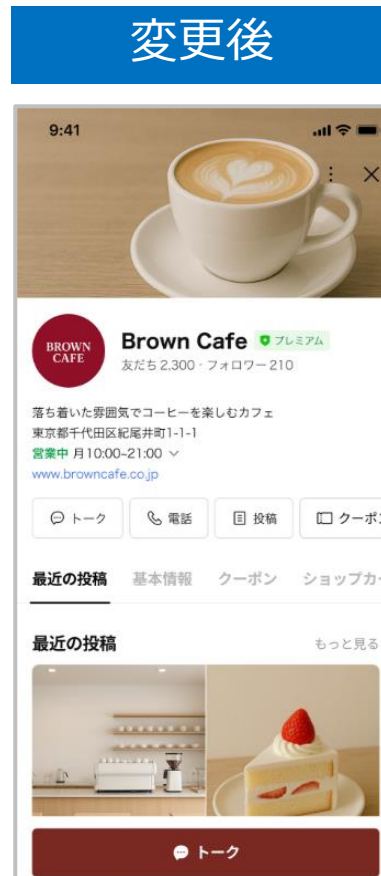 変更後
9:41
BROWN
CAFE
Brown Cafe プレミアム
友だち 2,300・フォロワー 210
落ち着いた雰囲気でコーヒーを楽しむカフェ
東京都千代田区紀尾井町1-1-1
営業中 月10:00~21:00
www.browncafe.co.jp
トーク 電話 投稿 クーポン
最近の投稿 基本情報 クーポン ショップカー
最近の投稿 もっと見る
トーク